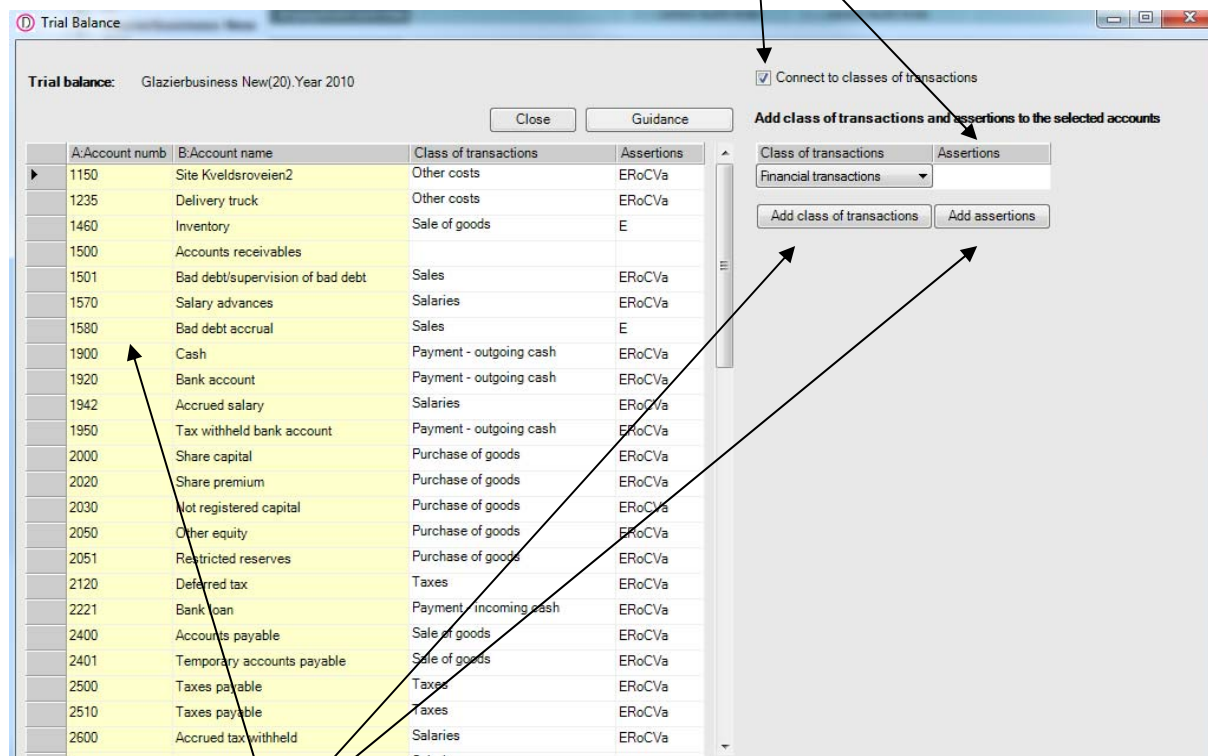 Trial Balance
Trial balance: Glazierbusiness New(20).Year 2010
Connect to classes of transactions
Close Guidance
Add class of transactions and assertions to the selected accounts
A:Account numb B:Account name Class of transactions Assertions
Class of transactions Assertions
Financial transactions
Add class of transactions Add assertions
1150 Site Kveldsroveien2 Other costs ERoCVa
1235 Delivery truck Other costs ERoCVa
1460 Inventory Sale of goods E
1500 Accounts receivables
1501 Bad debt/supervision of bad debt Sales ERoCVa
1570 Salary advances Salaries ERoCVa
1580 Bad debt accrual Sales E
1900 Cash Payment - outgoing cash ERoCVa
1920 Bank account Payment - outgoing cash ERoCVa
1942 Accrued salary Salaries ERoCVa
1950 Tax withheld bank account Payment - outgoing cash ERoCVa
2000 Share capital Purchase of goods ERoCVa
2020 Share premium Purchase of goods ERoCVa
2030 Not registered capital Purchase of goods ERoCVa
2050 Other equity Purchase of goods ERoCVa
2051 Restricted reserves Purchase of goods ERoCVa
2120 Deferred tax Taxes ERoCVa
2221 Bank loan Payment - incoming cash ERoCVa
2400 Accounts payable Sale of goods ERoCVa
2401 Temporary accounts payable Sale of goods ERoCVa
2500 Taxes payable Taxes ERoCVa
2510 Taxes payable Taxes ERoCVa
2600 Accrued tax withheld Salaries ERoCVa